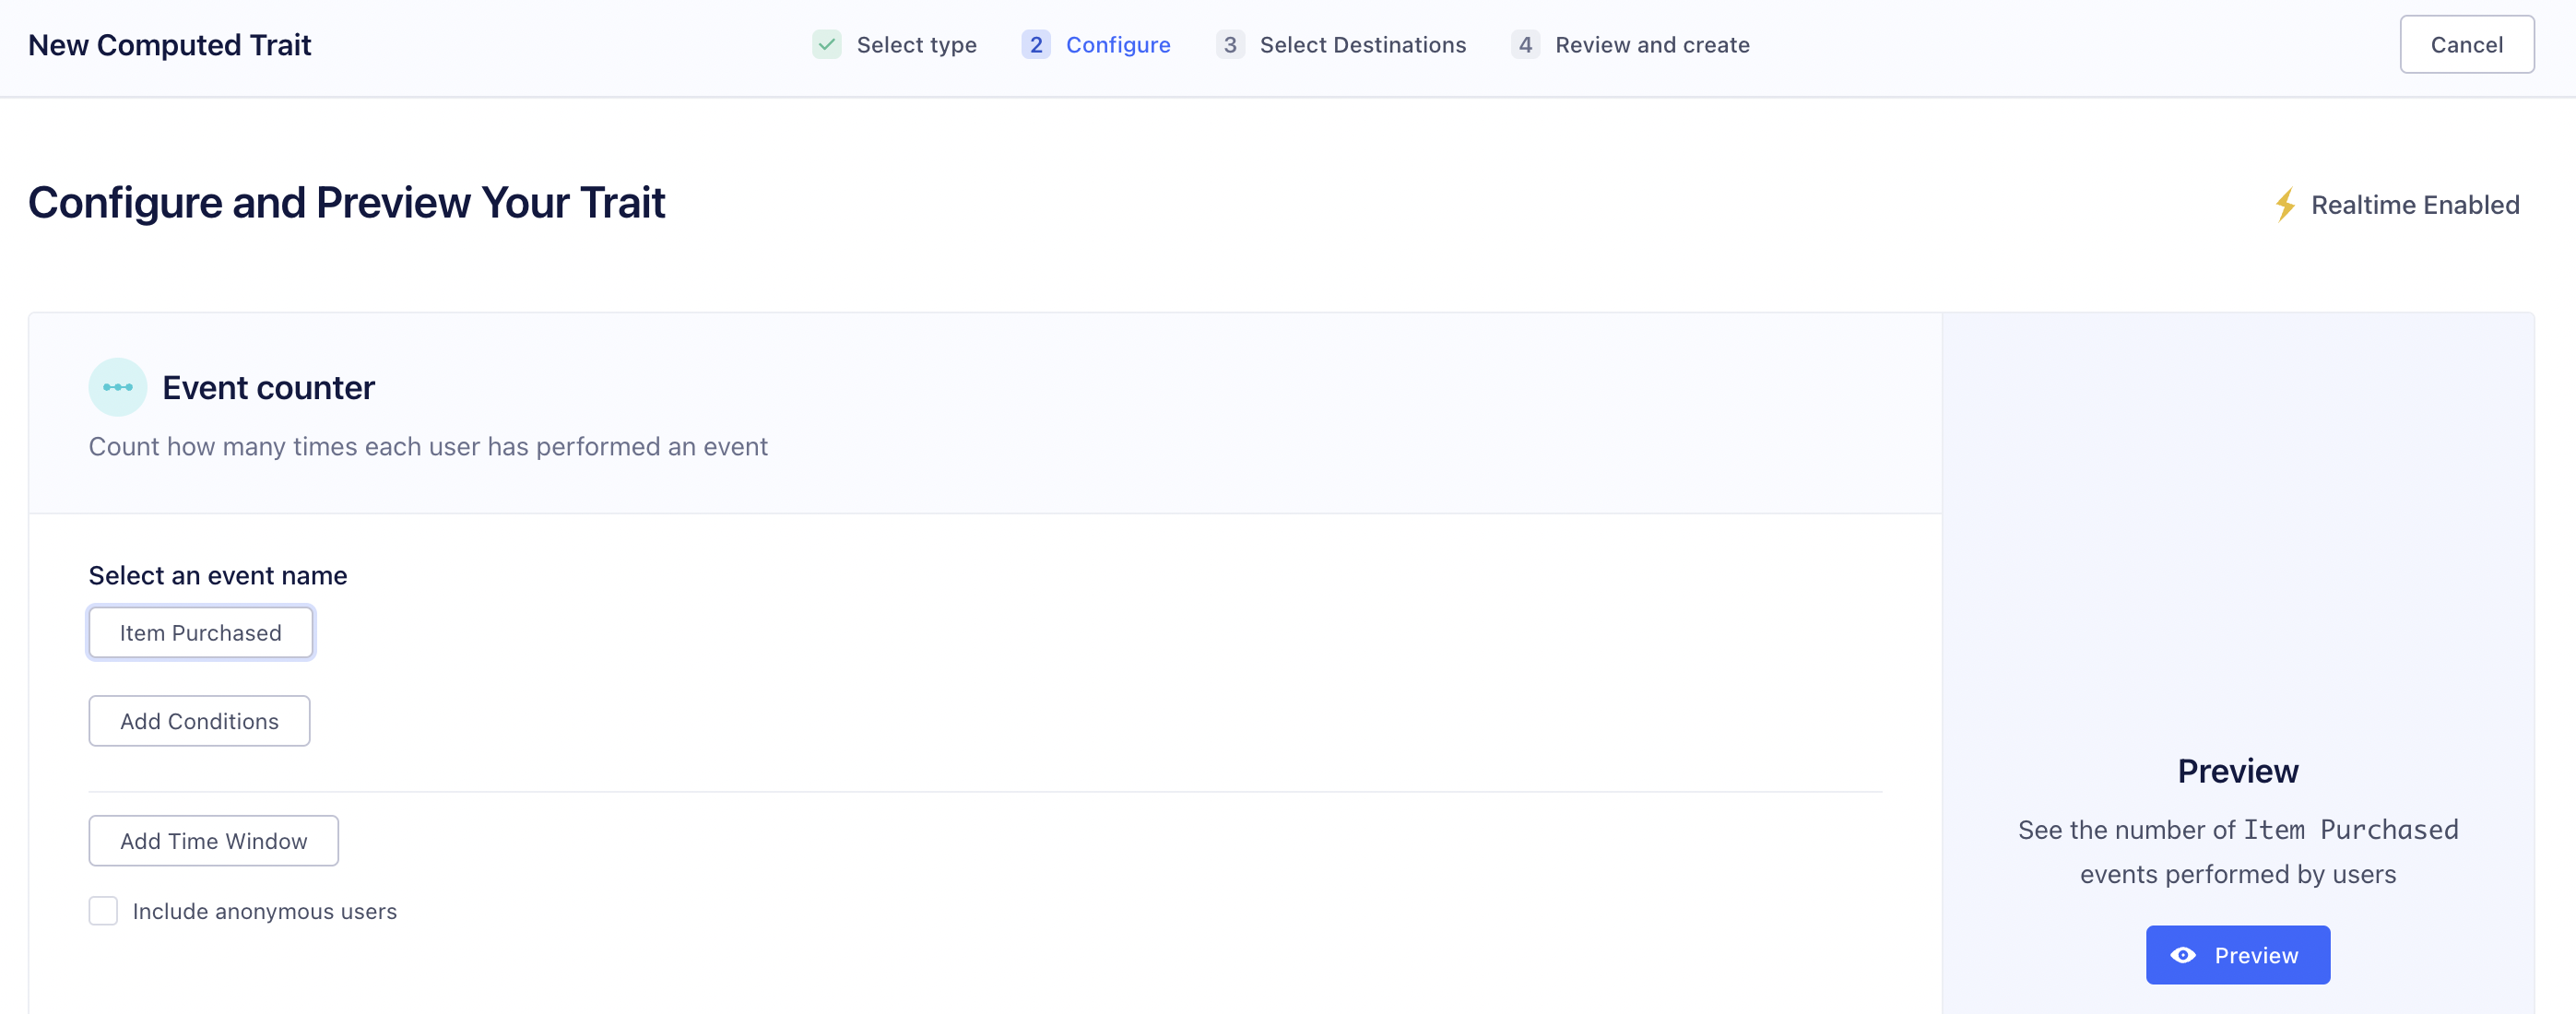 New Computed Trait
Select type
2 Configure
3 Select Destinations
4 Review and create
Cancel
Configure and Preview Your Trait
Realtime Enabled
Event counter
Count how many times each user has performed an event
Select an event name
Item Purchased
Add Conditions
Add Time Window
Include anonymous users
Preview
See the number of Item Purchased
events performed by users
Preview